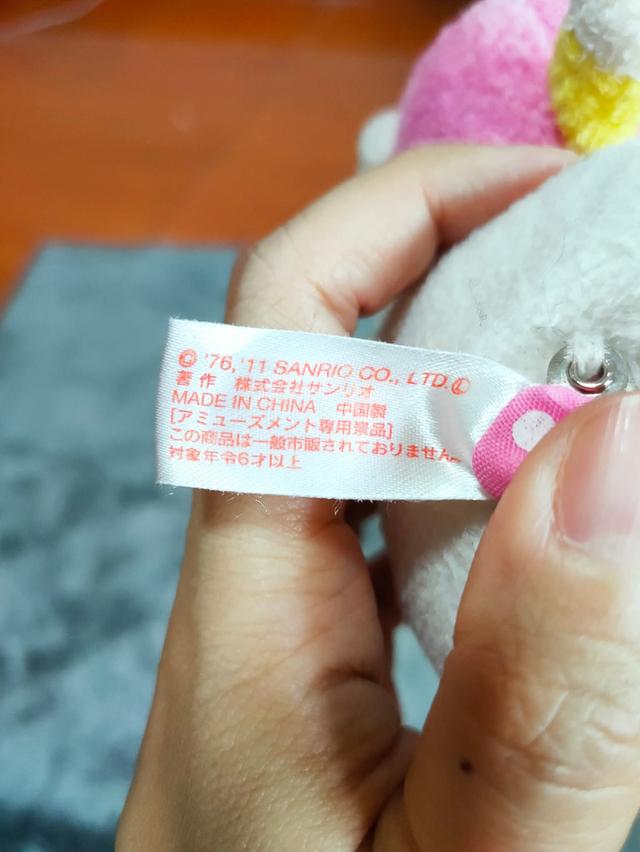 © '76, '11 SANRIO CO., LTD. Ⓛ
著作 株式会社サンリオ
MADE IN CHINA 中国製
[アミューズメント専用景品]
この商品は一般市販されておりません。
対象年令6才以上